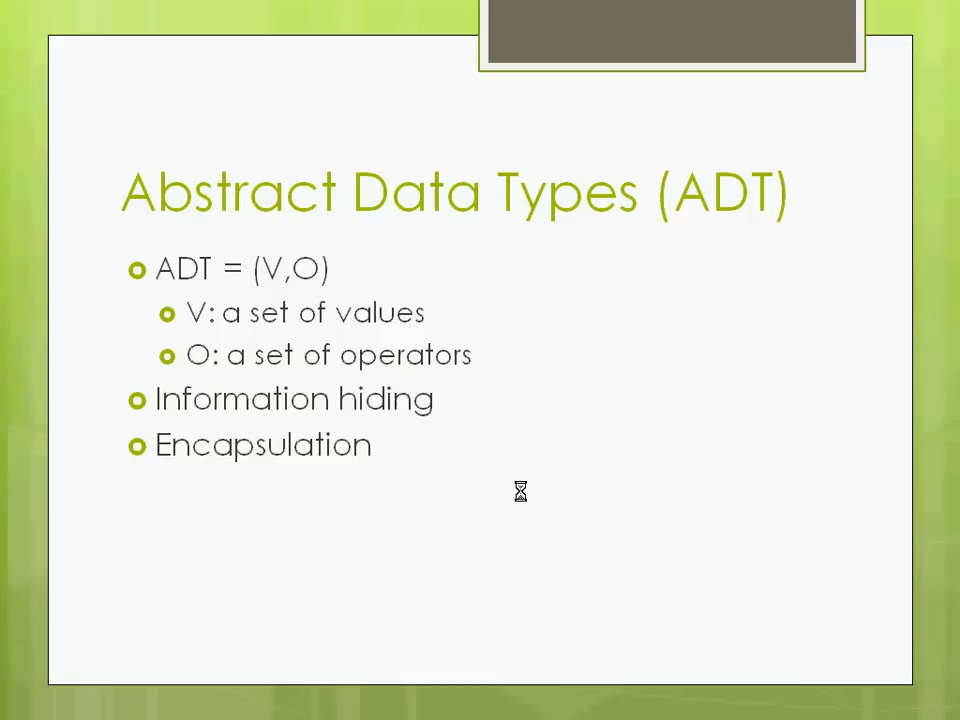 Abstract Data Types (ADT)
ADT = (V,O)
V: a set of values
O: a set of operators
Information hiding
Encapsulation